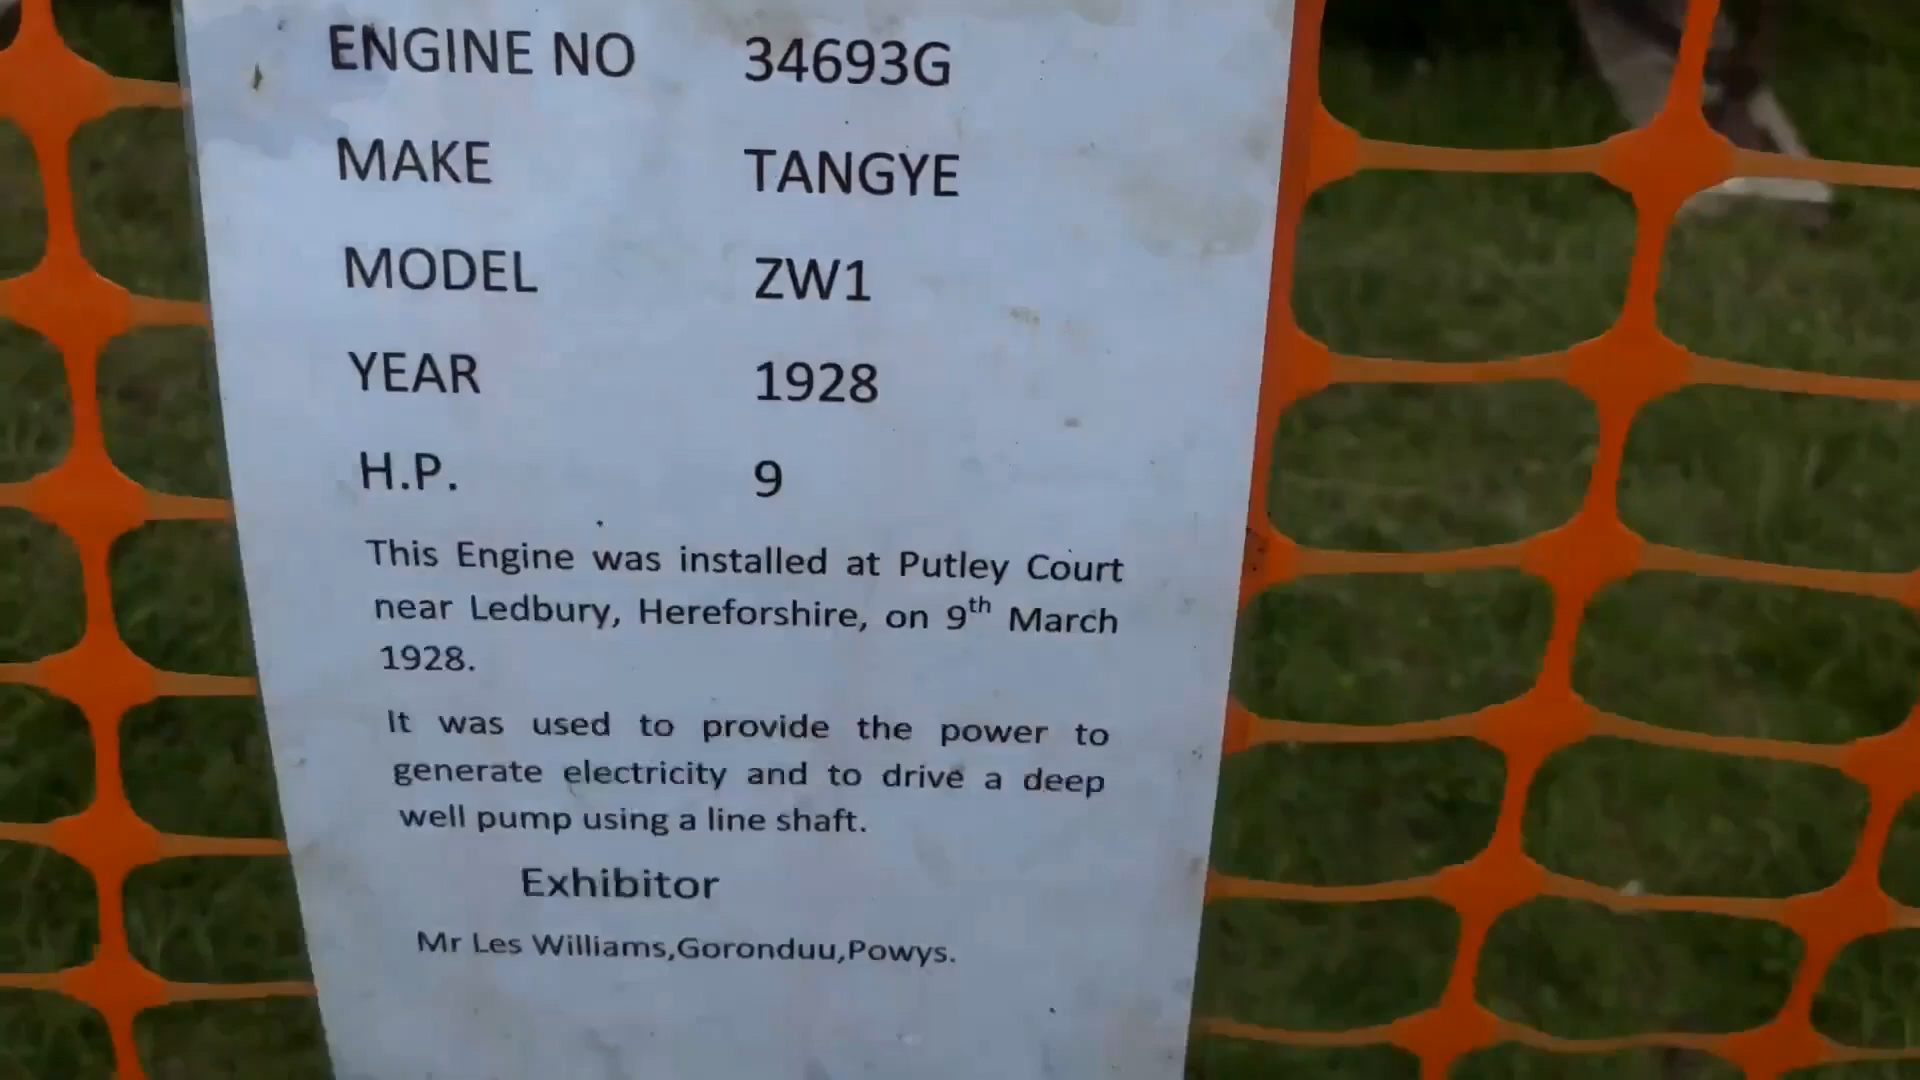 ENGINE NO 34693G
MAKE TANGYE
MODEL ZW1
YEAR 1928
H.P. 9
This Engine was installed at Putley Court
near Ledbury, Hereforshire, on 9th March
1928.
It was used to provide the power to
generate electricity and to drive a deep
well pump using a line shaft.
Exhibitor
Mr Les Williams,Goronduu,Powys.